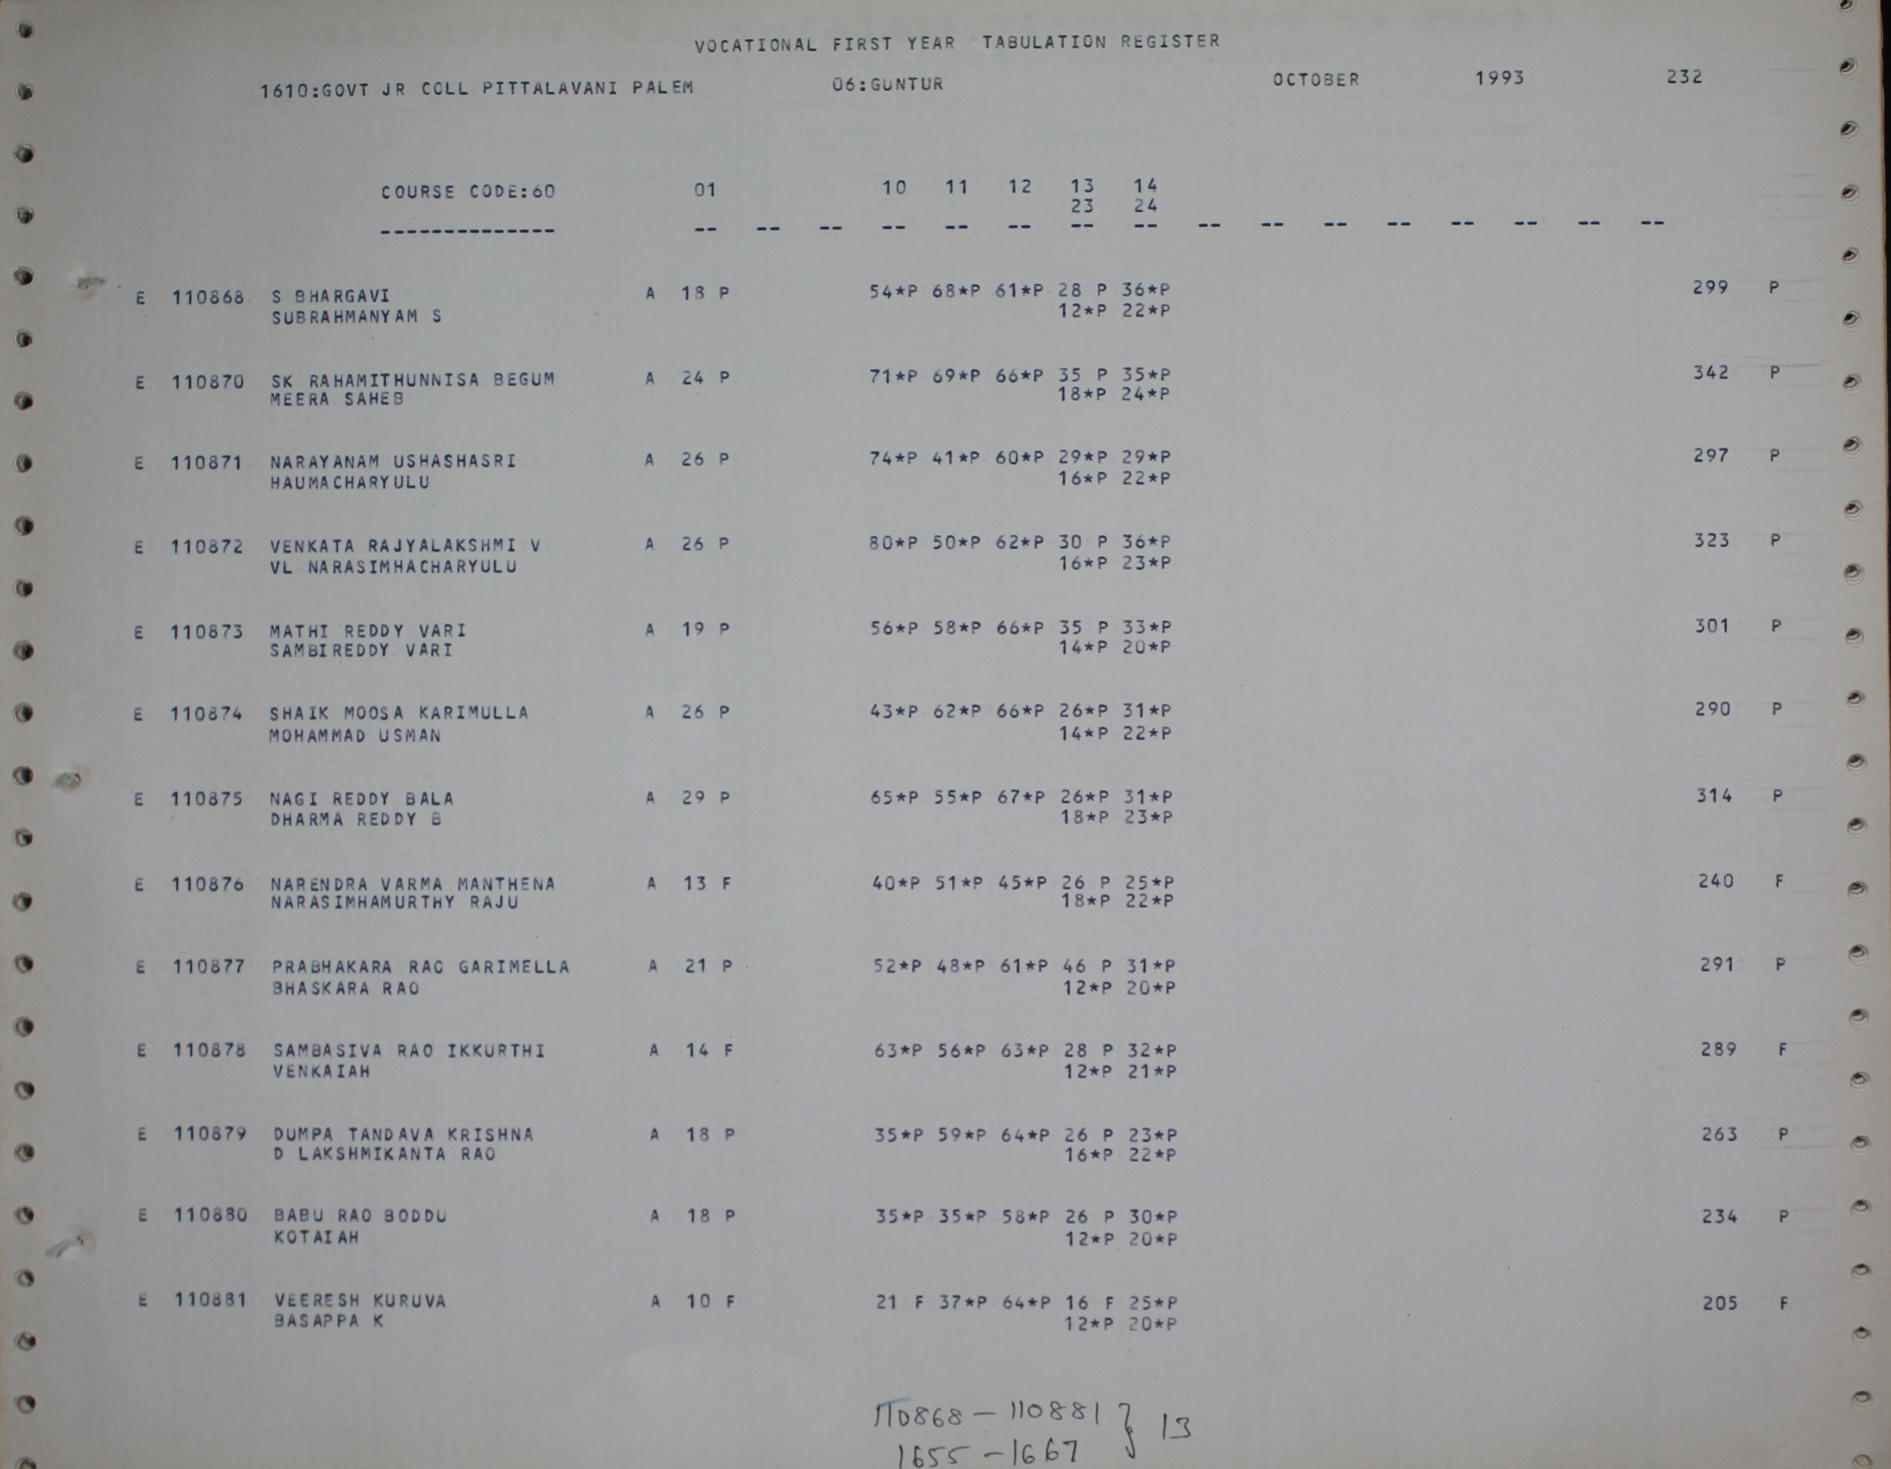 VOCATIONAL FIRST YEAR TABULATION REGISTER
1610:GOVT JR COLL PITTALAVANI PALEM 06:GUNTUR OCTOBER 1993 232
COURSE CODE:60 01 10 11 12 13 14
23 24
-------------- -- -- -- -- -- -- -- -- -- -- -- -- -- -- -- --
E 110868 S BHARGAVI A 18 P 54*P 68*P 61*P 28 P 36*P 299 P
SUBRAHMANYAM S 12*P 22*P
E 110870 SK RAHAMITHUNNISA BEGUM A 24 P 71*P 69*P 66*P 35 P 35*P 342 P
MEERA SAHEB 18*P 24*P
E 110871 NARAYANAM USHASHASRI A 26 P 74*P 41*P 60*P 29*P 29*P 297 P
HAUMACHARYULU 16*P 22*P
E 110872 VENKATA RAJYALAKSHMI V A 26 P 80*P 50*P 62*P 30 P 36*P 323 P
VL NARASIMHACHARYULU 16*P 23*P
E 110873 MATHI REDDY VARI A 19 P 56*P 58*P 66*P 35 P 33*P 301 P
SAMBIREDDY VARI 14*P 20*P
E 110874 SHAIK MOOSA KARIMULLA A 26 P 43*P 62*P 66*P 26*P 31*P 290 P
MOHAMMAD USMAN 14*P 22*P
E 110875 NAGI REDDY BALA A 29 P 65*P 55*P 67*P 26*P 31*P 314 P
DHARMA REDDY B 18*P 23*P
E 110876 NARENDRA VARMA MANTHENA A 13 F 40*P 51*P 45*P 26 P 25*P 240 F
NARASIMHAMURTHY RAJU 18*P 22*P
E 110877 PRABHAKARA RAO GARIMELLA A 21 P 52*P 48*P 61*P 46 P 31*P 291 P
BHASKARA RAO 12*P 20*P
E 110878 SAMBASIVA RAO IKKURTHI A 14 F 63*P 56*P 63*P 28 P 32*P 289 F
VENKAIAH 12*P 21*P
E 110879 DUMPA TANDAVA KRISHNA A 18 P 35*P 59*P 64*P 26 P 23*P 263 P
D LAKSHMIKANTA RAO 16*P 22*P
E 110880 BABU RAO BODDU A 18 P 35*P 35*P 58*P 26 P 30*P 234 P
KOTAIAH 12*P 20*P
E 110881 VEERESH KURUVA A 10 F 21 F 37*P 64*P 16 F 25*P 205 F
BASAPPA K 12*P 20*P
110868 - 110881 } 13
1655 - 1667